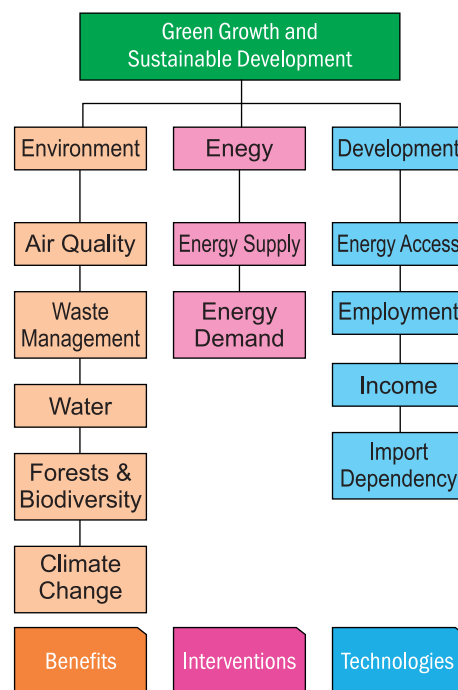 Green Growth and
Sustainable Development
Environment
Enegy
Development
Air Quality
Energy Supply
Energy Access
Waste
Management
Energy
Demand
Employment
Water
Income
Forests &
Biodiversity
Import
Dependency
Climate
Change
Benefits
Interventions
Technologies